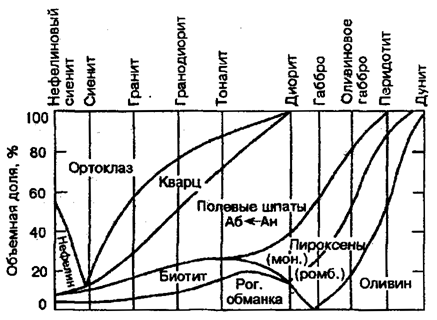 Нефелиновый
сиенит
Сиенит
Гранит
Гранодиорит
Тоналит
Диорит
Габбро
Оливиновое
габбро
Перидотит
Дунит
Объемная доля, %
100
80
60
40
20
0
Ортоклаз
Кварц
Полевые шпаты
Аб←Ан
Нефелин
Биотит
Рог.
обманка
Пироксены
(мон.)
(ромб.)
Оливин